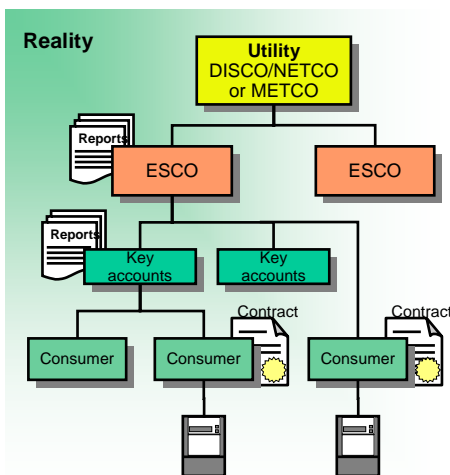 Reality
Utility
DISCO/NETCO
or METCO
Reports
ESCO
ESCO
Reports
Key
accounts
Key
accounts
Contract
Contract
Consumer
Consumer
Consumer